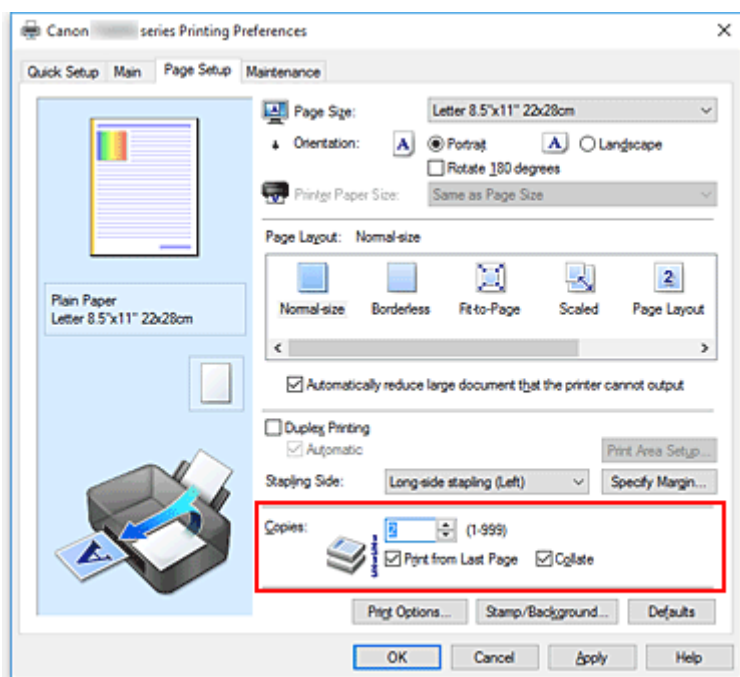 Canon series Printing Preferences
Quick Setup Main Page Setup Maintenance
Page Size: Letter 8.5"x11" 22x28cm
Orientation: A Portrait A Landscape
Rotate 180 degrees
Printer Paper Size: Same as Page Size
Page Layout: Normal-size
2
Normal-size Borderless Fit-to-Page Scaled Page Layout
Plain Paper
Letter 8.5"x11" 22x28cm
Automatically reduce large document that the printer cannot output
Duplex Printing
Automatic Print Area Setup...
Stapling Side: Long-side stapling (Left) Specify Margin...
Copies: 2 (1-999)
Print from Last Page Collate
A
Print Options... Stamp/Background... Defaults
OK Cancel Apply Help